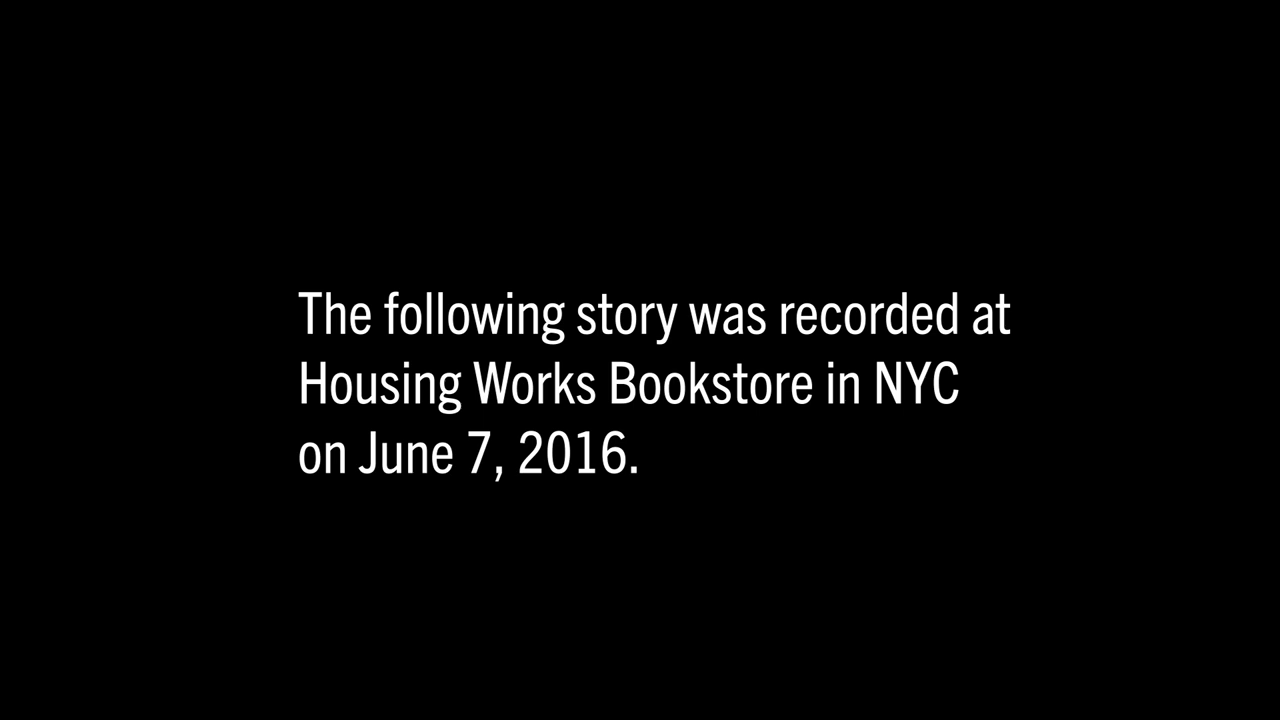 The following story was recorded at
Housing Works Bookstore in NYC
on June 7, 2016.